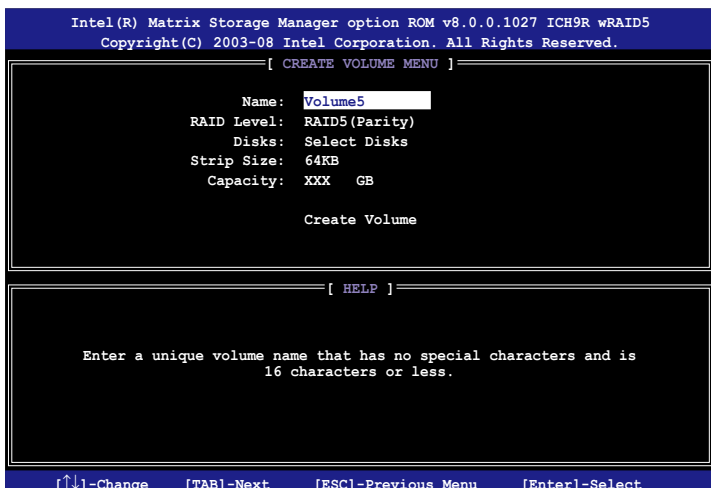 Intel(R) Matrix Storage Manager option ROM v8.0.0.1027 ICH9R wRAID5
Copyright(C) 2003-08 Intel Corporation. All Rights Reserved.
[ CREATE VOLUME MENU ]
Name: Volume5
RAID Level: RAID5(Parity)
Disks: Select Disks
Strip Size: 64KB
Capacity: XXX GB
Create Volume
[ HELP ]
Enter a unique volume name that has no special characters and is
16 characters or less.
[↑↓]-Change [TAB]-Next [ESC]-Previous Menu [Enter]-Select